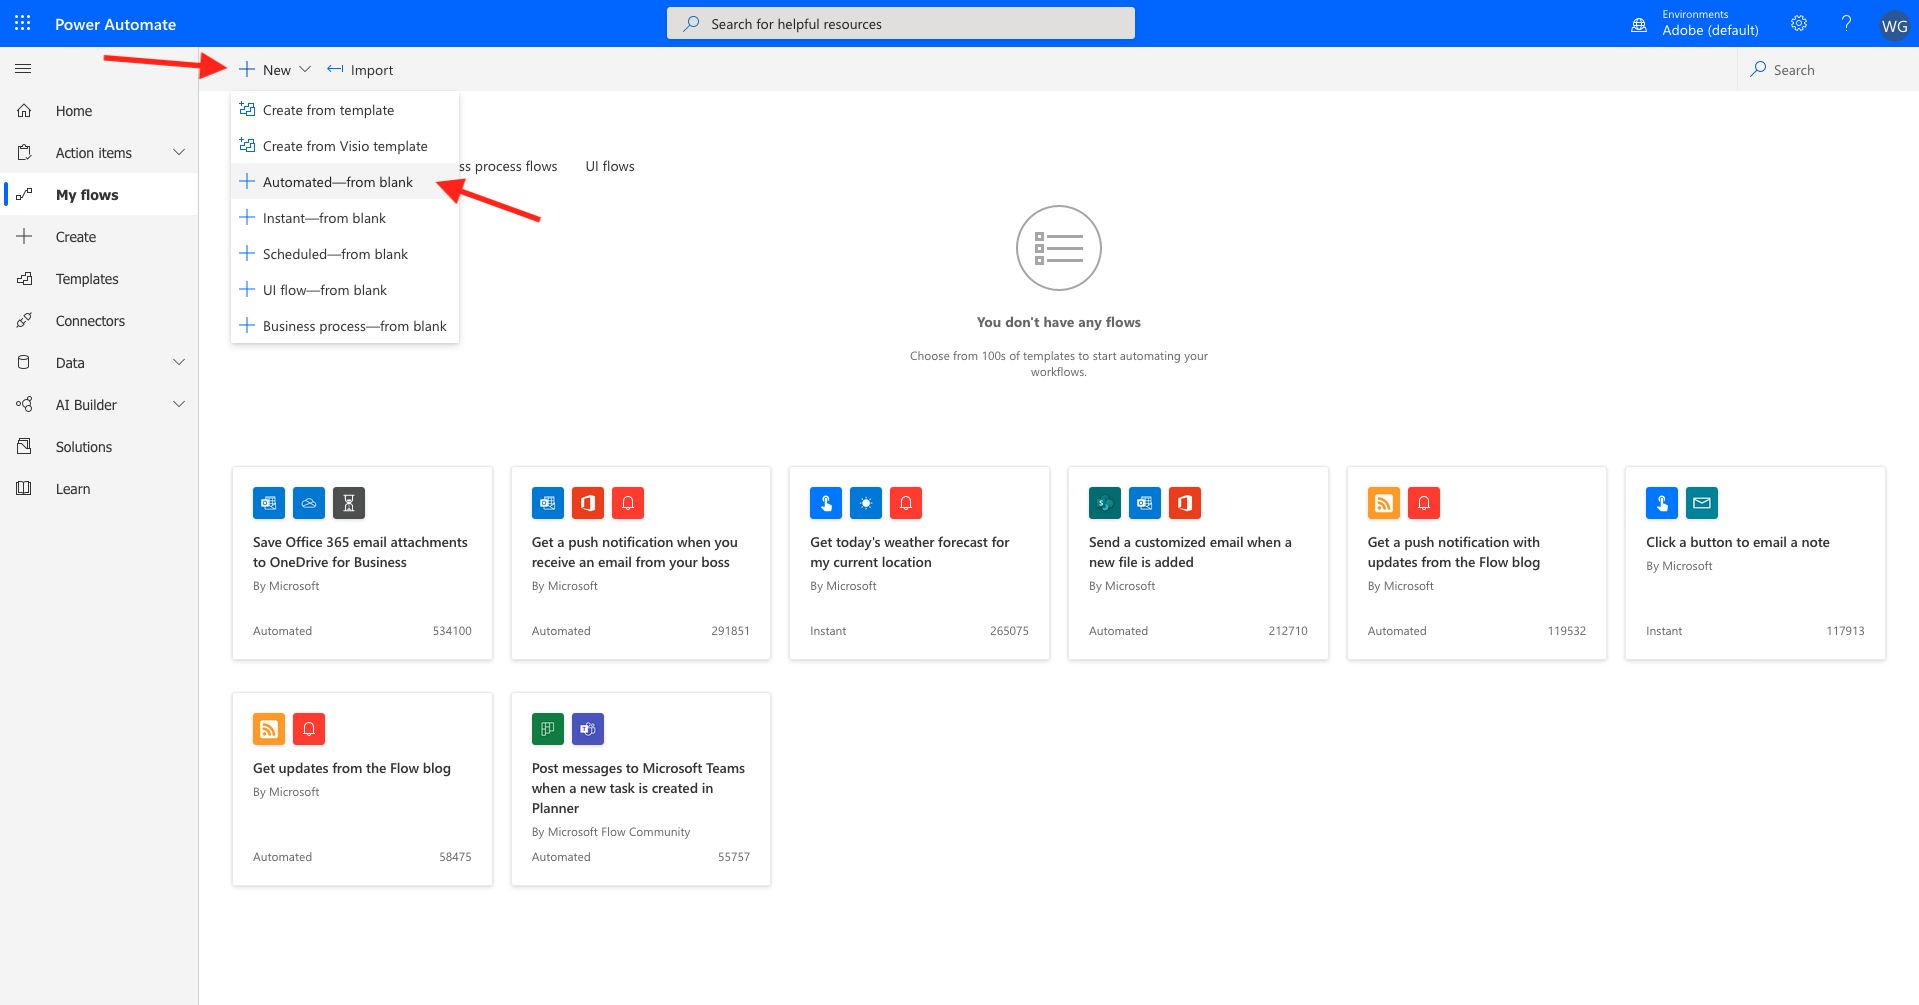 Power Automate
Search for helpful resources
Environments
Adobe (default)
?
WG
New
Import
Search
Home
Action items
My flows
Create
Templates
Connectors
Data
AI Builder
Solutions
Learn
Create from template
Create from Visio template
Automated—from blank
Instant—from blank
Scheduled—from blank
UI flow—from blank
Business process—from blank
ss process flows
UI flows
You don't have any flows
Choose from 100s of templates to start automating your
workflows.
Save Office 365 email attachments
to OneDrive for Business
By Microsoft
Automated 534100
Get a push notification when you
receive an email from your boss
By Microsoft
Automated 291851
Get today's weather forecast for
my current location
By Microsoft
Instant 265075
Send a customized email when a
new file is added
By Microsoft
Automated 212710
Get a push notification with
updates from the Flow blog
By Microsoft
Automated 119532
Click a button to email a note
By Microsoft
Instant 117913
Get updates from the Flow blog
By Microsoft
Automated 58475
Post messages to Microsoft Teams
when a new task is created in
Planner
By Microsoft Flow Community
Automated 55757